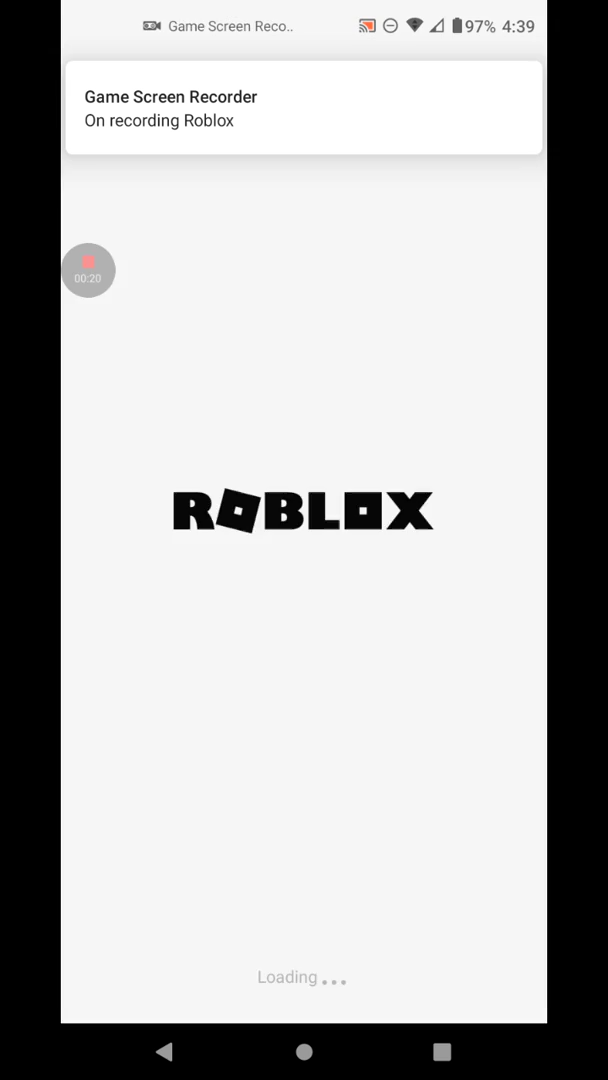 Game Screen Reco..
97% 4:39
Game Screen Recorder
On recording Roblox
00:20
ROBLOX
Loading...